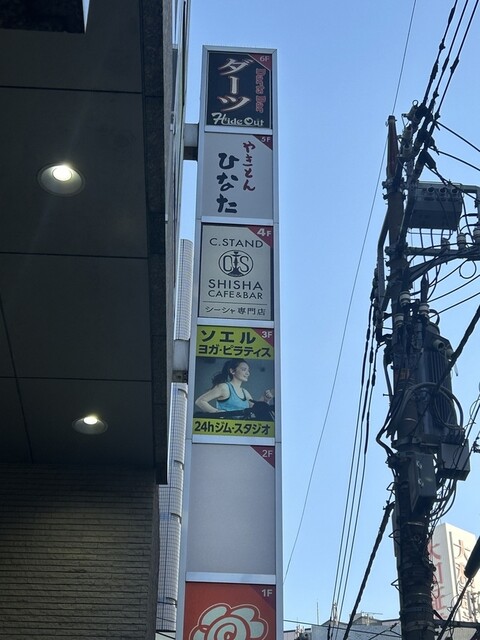 6F
ダーツ
Darts Bar
Hide Out
5F
やきとん
ひなた
4F
C.STAND
SHISHA
CAFE&BAR
シーシャ専門店
3F
ソエル
ヨガ・ピラティス
24hジム・スタジオ
2F
1F